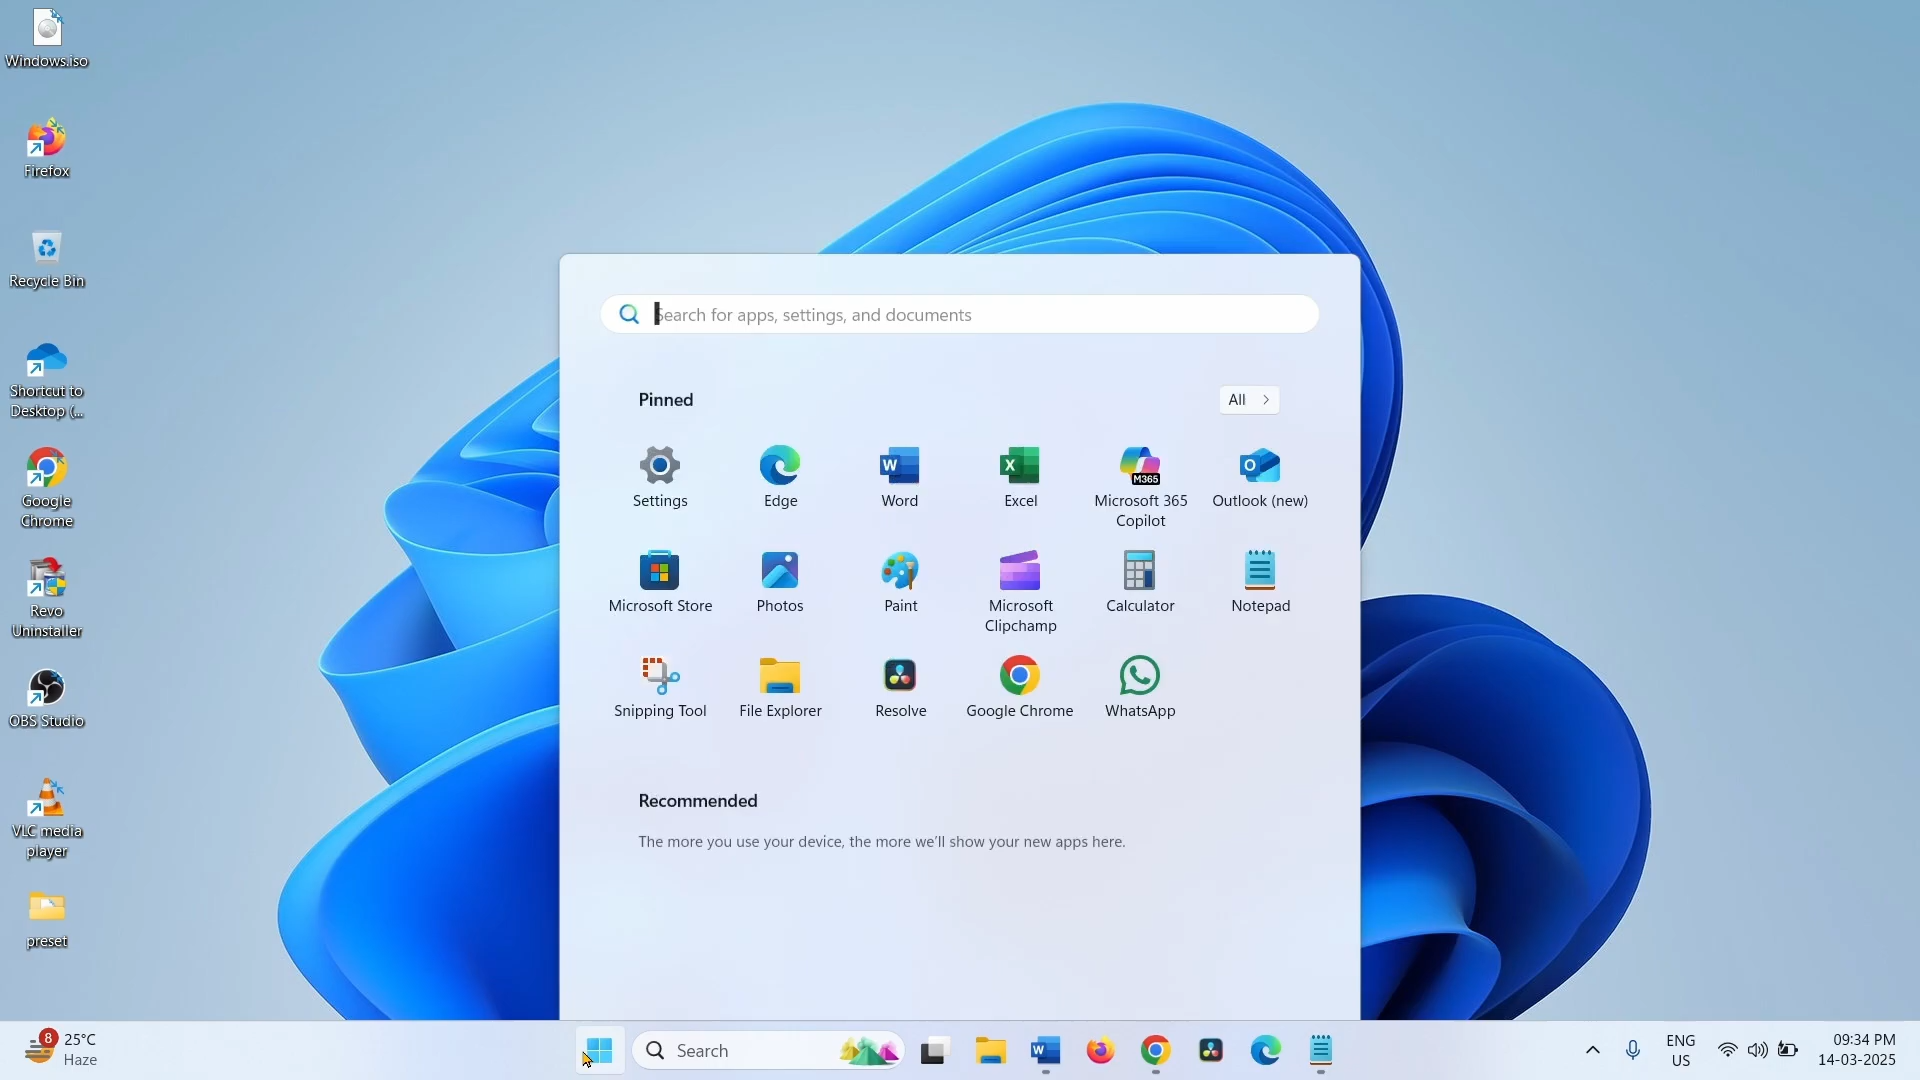 Windows.iso
Firefox
Recycle Bin
Shortcut to
Desktop (...
Google
Chrome
Revo
Uninstaller
OBS Studio
VLC media
player
preset
Search for apps, settings, and documents
Pinned
All
Settings
Edge
Word
Excel
Microsoft 365
Copilot
Outlook (new)
W
X
M365
O
Microsoft Store
Photos
Paint
Microsoft
Clipchamp
Calculator
Notepad
Snipping Tool
File Explorer
Resolve
Google Chrome
WhatsApp
Recommended
The more you use your device, the more we'll show your new apps here.
8
25°C
Haze
Search
W
ENG
US
09:34 PM
14-03-2025